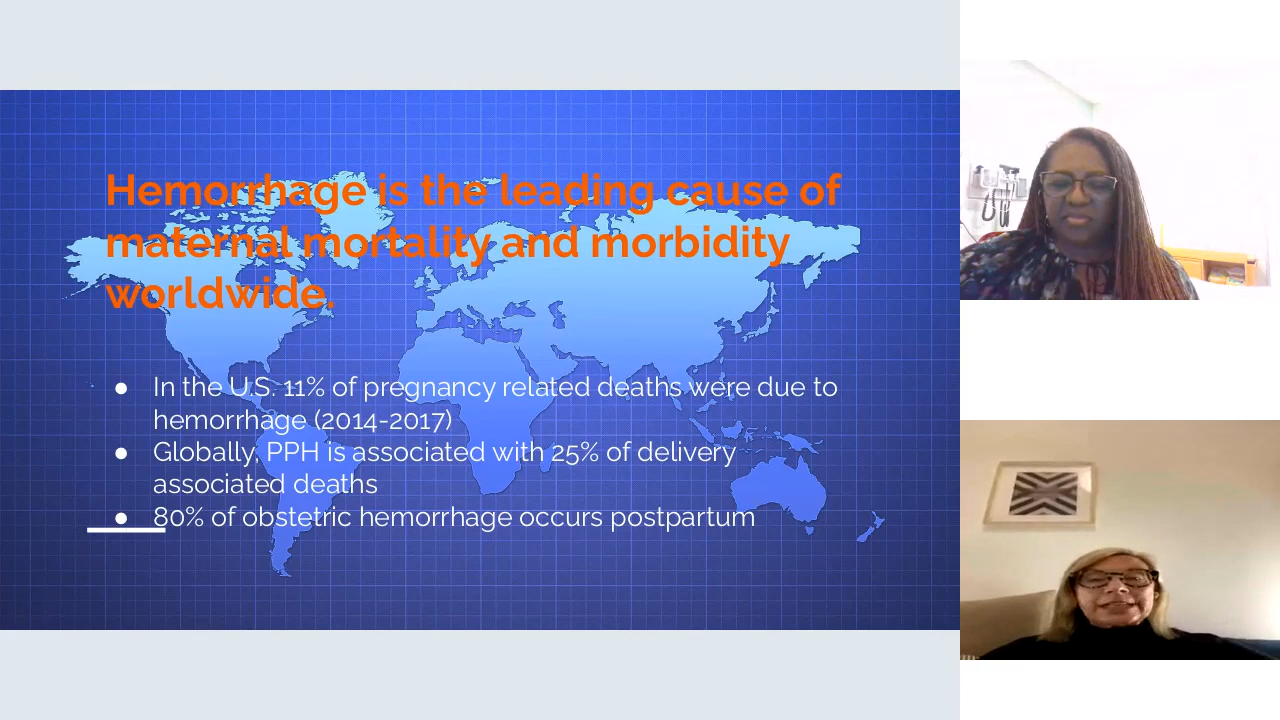 Hemorrhage is the leading cause of
maternal mortality and morbidity
worldwide.
● In the U.S. 11% of pregnancy related deaths were due to
hemorrhage (2014-2017)
● Globally, PPH is associated with 25% of delivery
associated deaths
● 80% of obstetric hemorrhage occurs postpartum